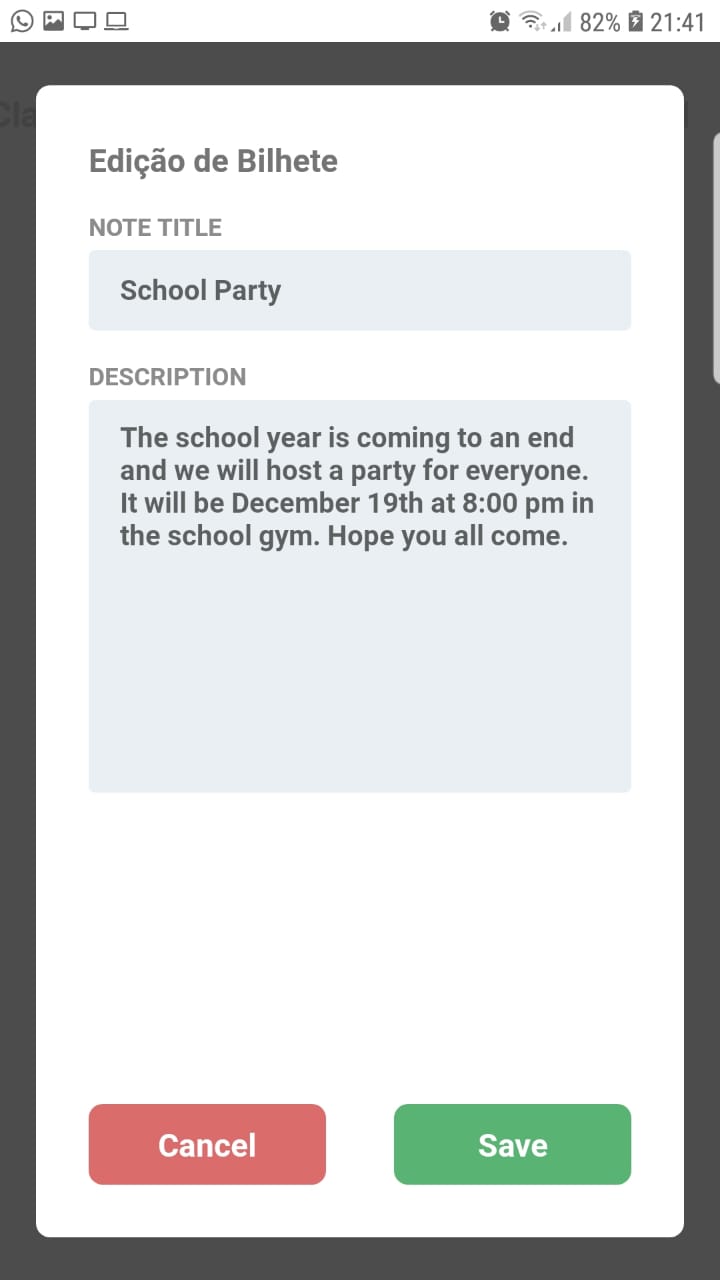 82% 21:41
Cla
Edição de Bilhete
NOTE TITLE
School Party
DESCRIPTION
The school year is coming to an end
and we will host a party for everyone.
It will be December 19th at 8:00 pm in
the school gym. Hope you all come.
Cancel Save